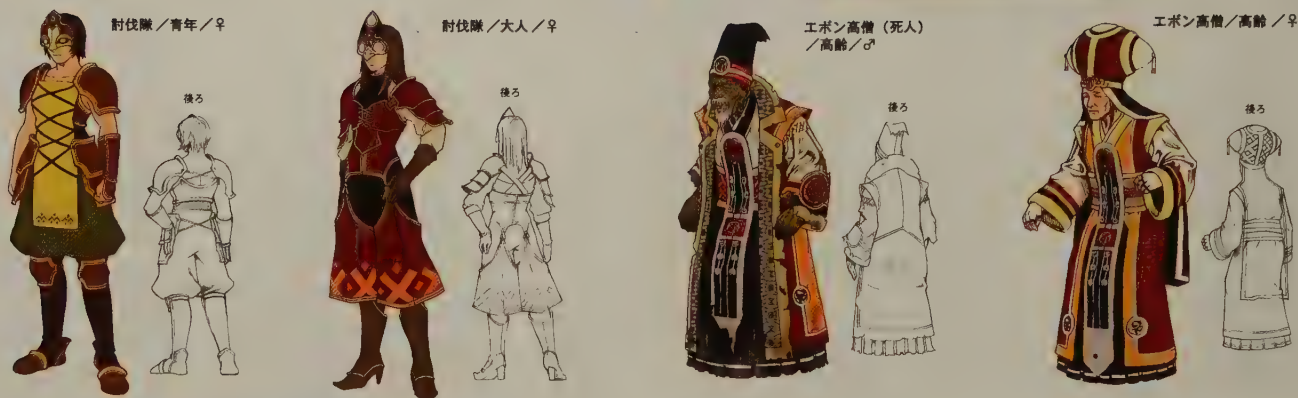 討伐隊／青年／♀
後ろ
討伐隊／大人／♀
後ろ
エボン高僧（死人）
／高齢／♂
後ろ
エボン高僧／高齢／♀
後ろ